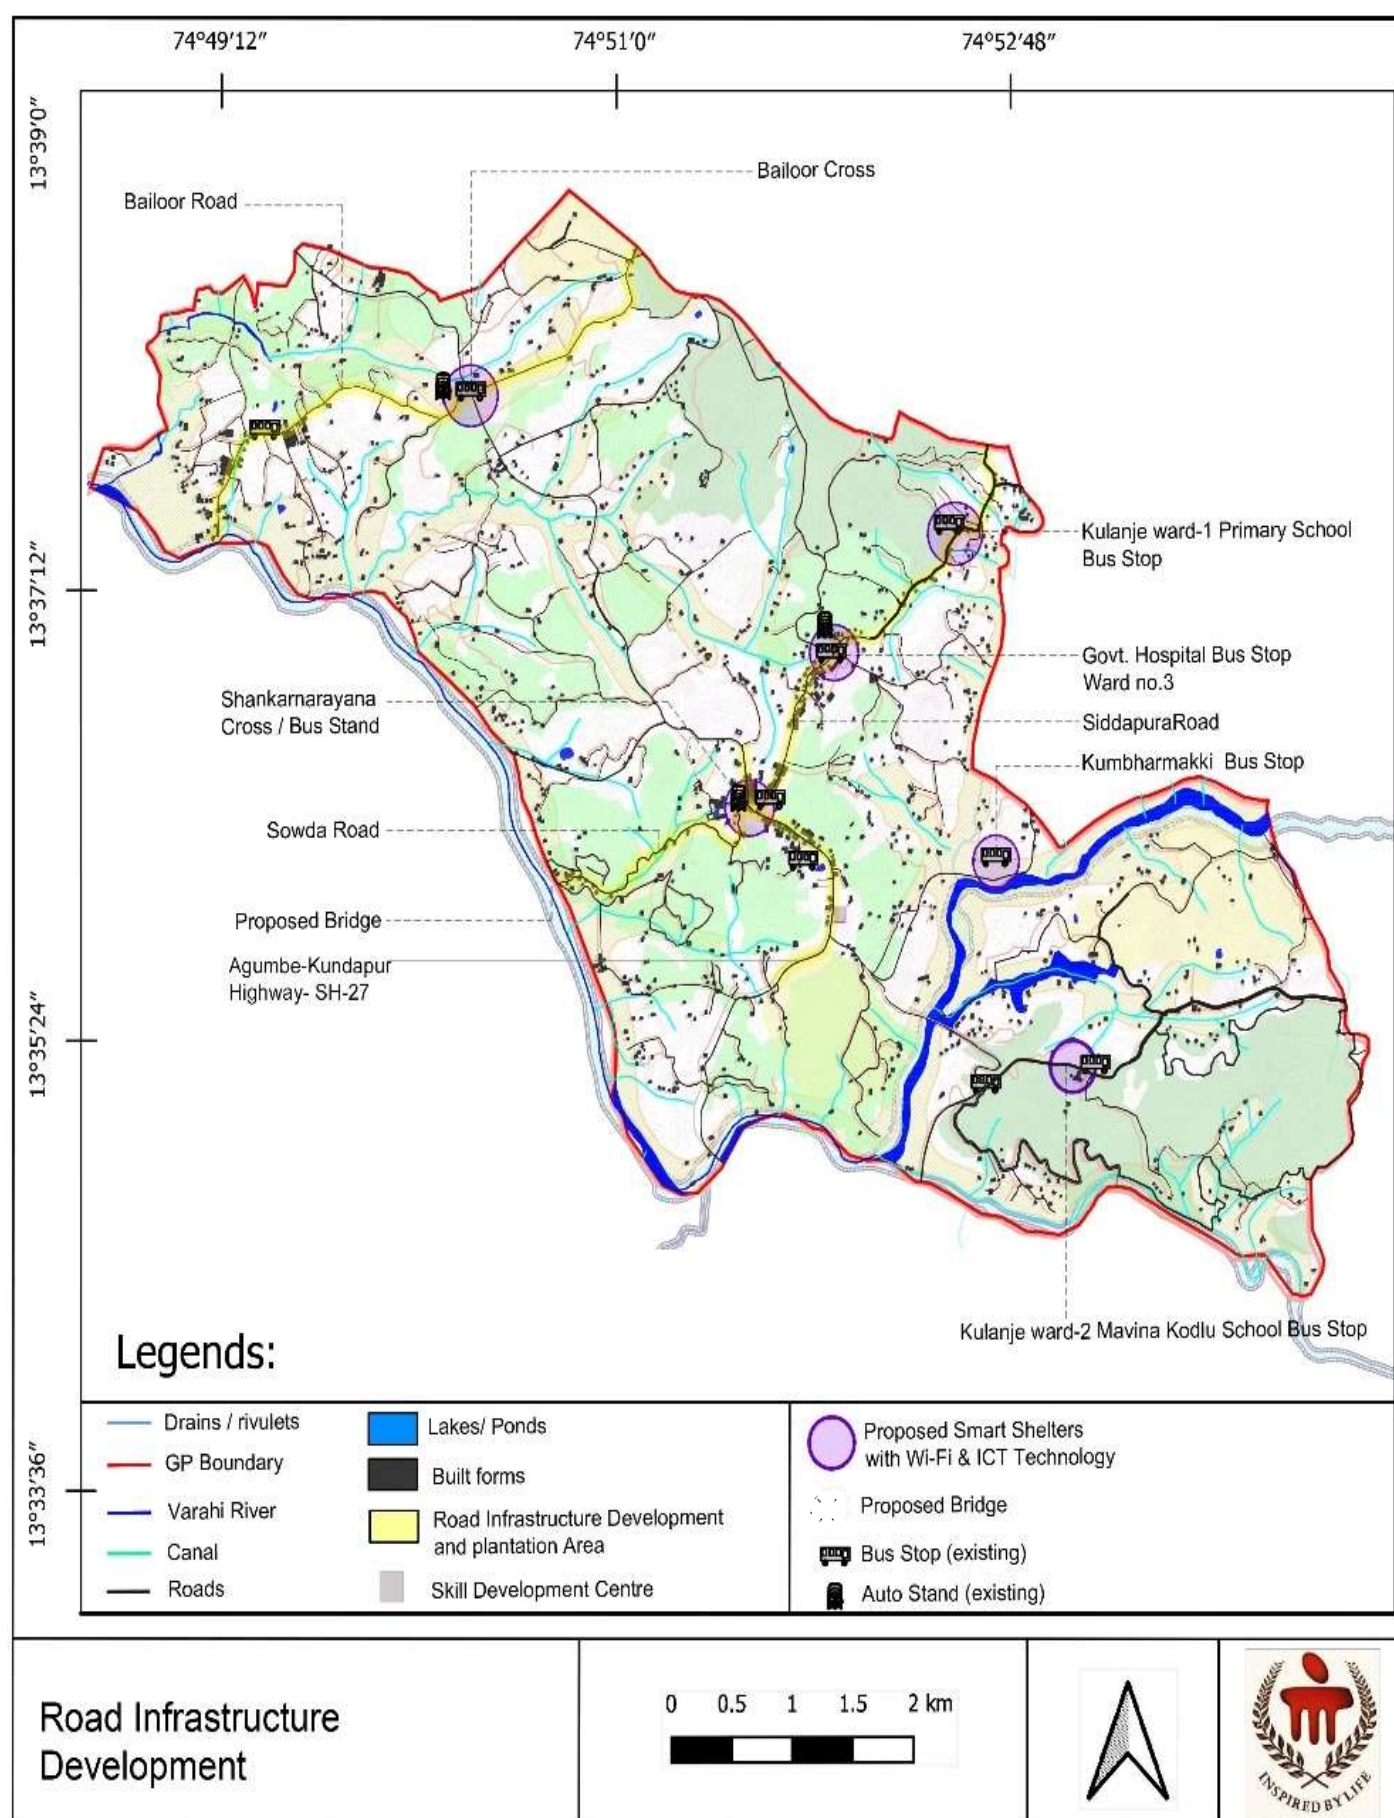 74°49'12"
74°51'0"
74°52'48"
13°39'0"
13°37'12"
13°35'24"
13°33'36"
Bailoor Cross
Bailoor Road
Kulanje ward-1 Primary School
Bus Stop
Govt. Hospital Bus Stop
Ward no.3
Shankarnarayana
Cross / Bus Stand
SiddapuraRoad
Kumbharmakki Bus Stop
Sowda Road
Proposed Bridge
Agumbe-Kundapur
Highway- SH-27
Kulanje ward-2 Mavina Kodlu School Bus Stop
Legends:
Drains / rivulets
GP Boundary
Varahi River
Canal
Roads
Lakes/ Ponds
Built forms
Road Infrastructure Development
and plantation Area
Skill Development Centre
Proposed Smart Shelters
with Wi-Fi & ICT Technology
Proposed Bridge
Bus Stop (existing)
Auto Stand (existing)
Road Infrastructure
Development
0 0.5 1 1.5 2 km
INSPIRED BY LIFE